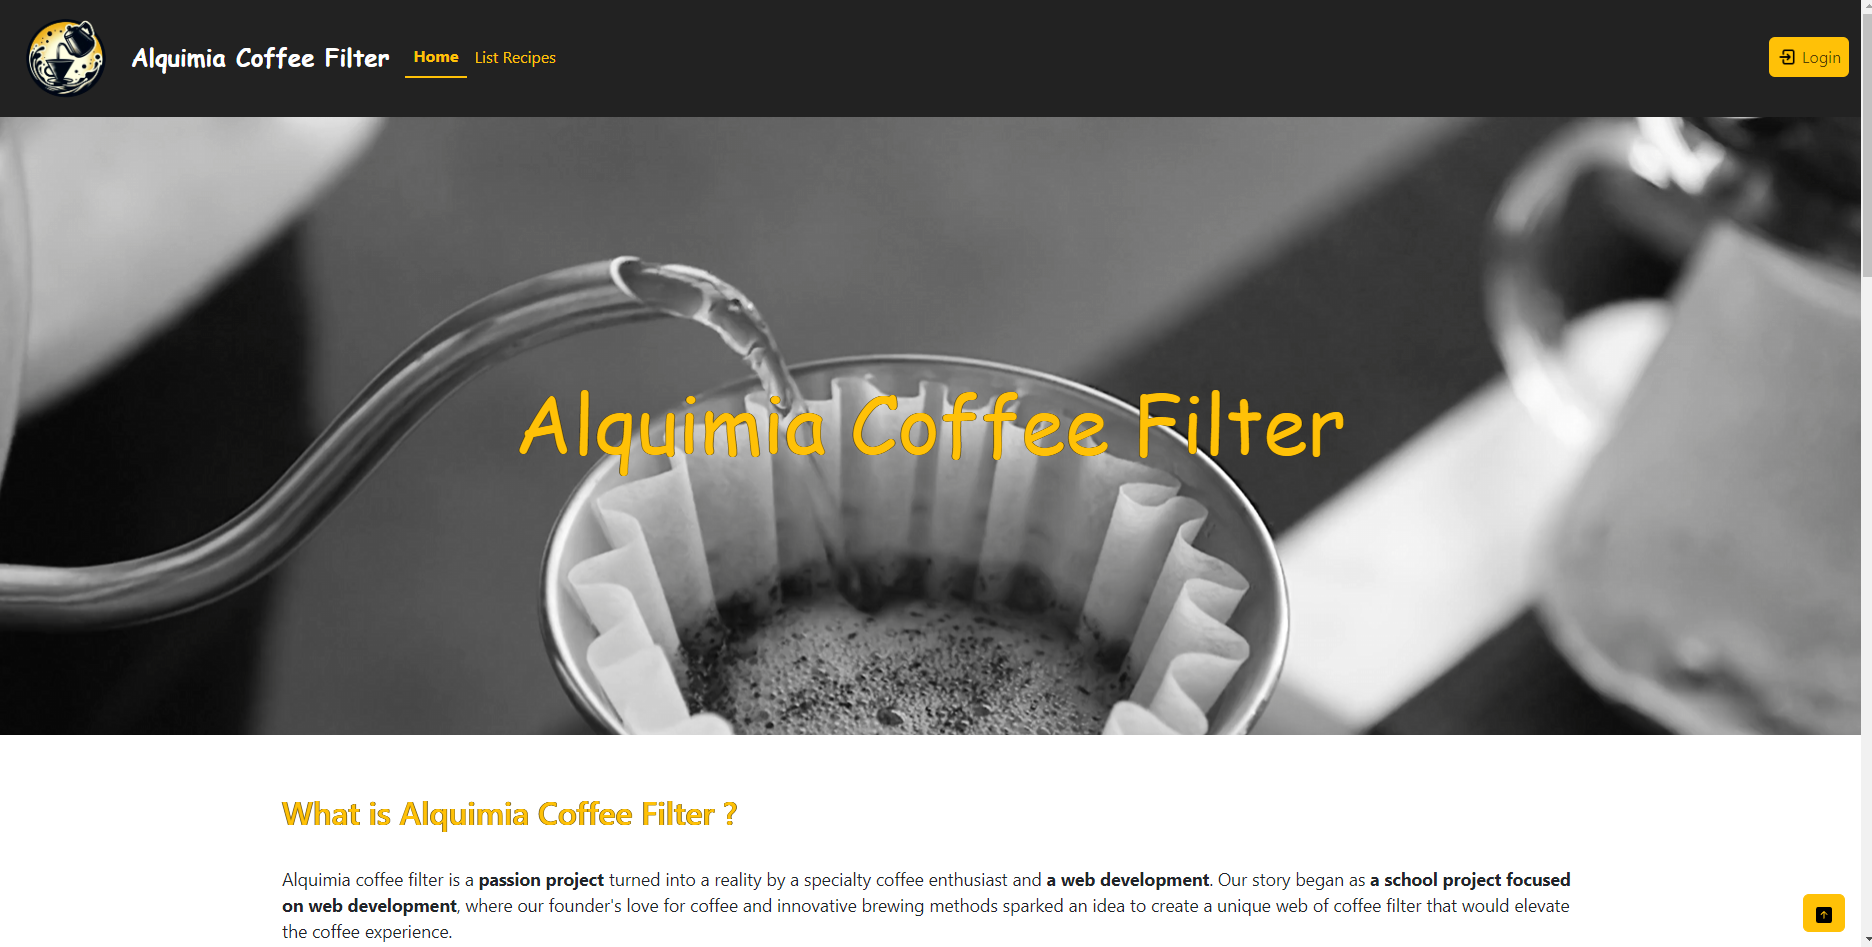 Alquimia Coffee Filter
Home
List Recipes
Login
Alquimia Coffee Filter
What is Alquimia Coffee Filter ?
Alquimia coffee filter is a passion project turned into a reality by a specialty coffee enthusiast and a web development. Our story began as a school project focused
on web development, where our founder's love for coffee and innovative brewing methods sparked an idea to create a unique web of coffee filter that would elevate
the coffee experience.